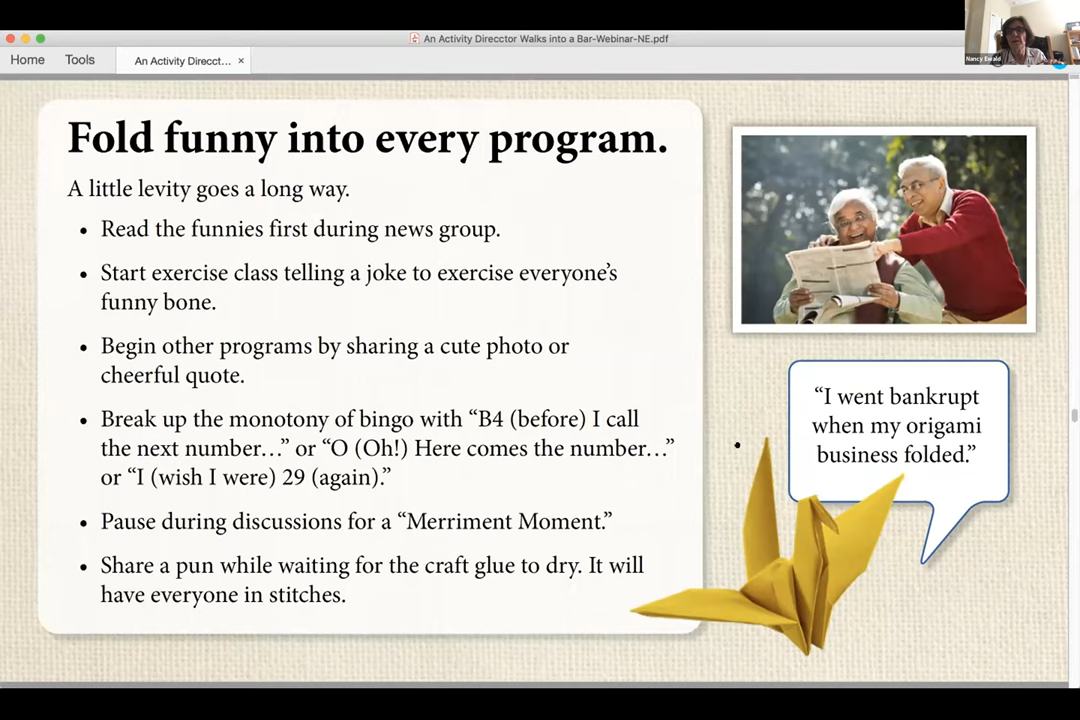 An Activity Direcctor Walks into a Bar-Webinar-NE.pdf
Home
Tools
An Activity Direcct... ×
Nancy Ewald
Fold funny into every program.
A little levity goes a long way.
• Read the funnies first during news group.
• Start exercise class telling a joke to exercise everyone’s
funny bone.
• Begin other programs by sharing a cute photo or
cheerful quote.
• Break up the monotony of bingo with “B4 (before) I call
the next number…” or “O (Oh!) Here comes the number…”
or “I (wish I were) 29 (again).”
• Pause during discussions for a “Merriment Moment.”
• Share a pun while waiting for the craft glue to dry. It will
have everyone in stitches.
“I went bankrupt
when my origami
business folded.”